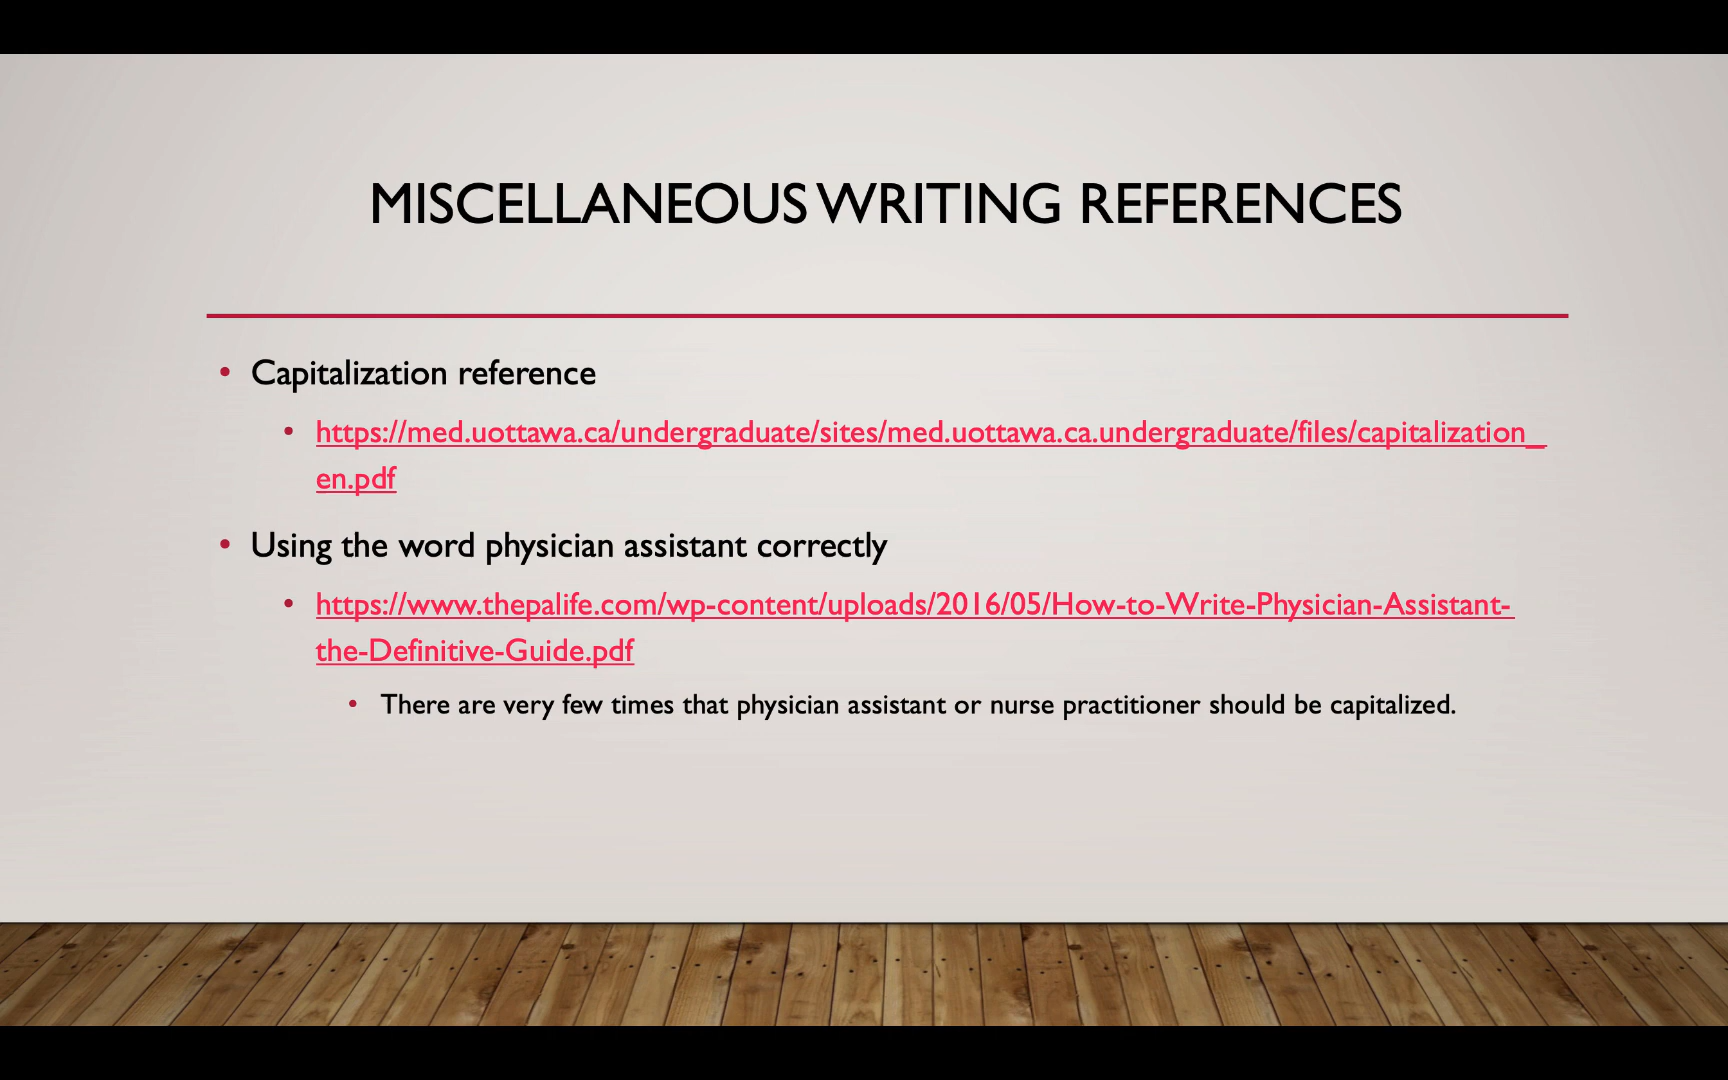 MISCELLANEOUS WRITING REFERENCES
• Capitalization reference
• https://med.uottawa.ca/undergraduate/sites/med.uottawa.ca.undergraduate/files/capitalization_
en.pdf
• Using the word physician assistant correctly
• https://www.thepalife.com/wp-content/uploads/2016/05/How-to-Write-Physician-Assistant-
the-Definitive-Guide.pdf
• There are very few times that physician assistant or nurse practitioner should be capitalized.